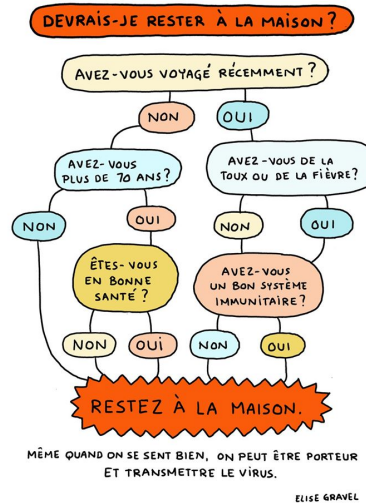 DEVRAIS-JE RESTER À LA MAISON ?
AVEZ-VOUS VOYAGÉ RÉCEMMENT ?
NON
OUI
AVEZ-VOUS
PLUS DE 70 ANS ?
AVEZ-VOUS DE LA
TOUX OU DE LA FIÈVRE ?
NON
OUI
NON
OUI
ÊTES-VOUS
EN BONNE
SANTÉ ?
AVEZ-VOUS
UN BON SYSTÈME
IMMUNITAIRE ?
NON
OUi
NON
OUI
RESTEZ À LA MAISON.
MÊME QUAND ON SE SENT BIEN, ON PEUT ÊTRE PORTEUR
ET TRANSMETTRE LE VIRUS.
ELISE GRAVEL